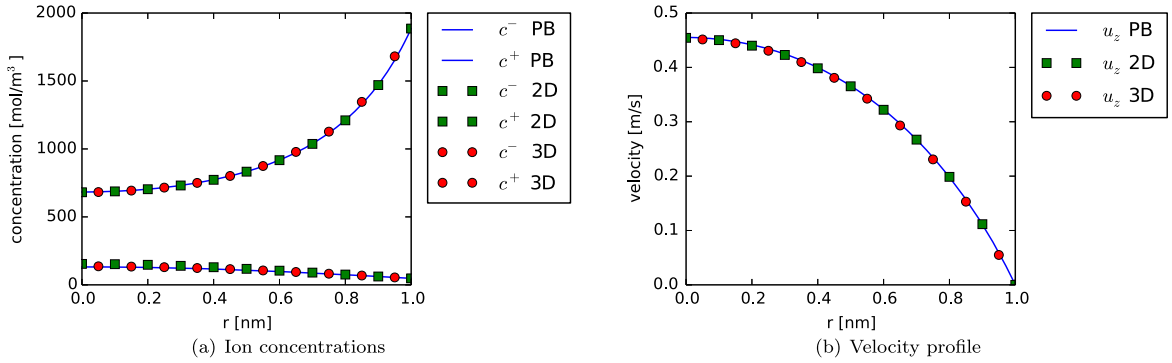 concentration [mol/m³]
2000
1500
1000
500
0
0.0 0.2 0.4 0.6 0.8 1.0
r [nm]
c⁻ PB
c⁺ PB
c⁻ 2D
c⁺ 2D
c⁻ 3D
c⁺ 3D
(a) Ion concentrations
velocity [m/s]
0.5
0.4
0.3
0.2
0.1
0.0
0.0 0.2 0.4 0.6 0.8 1.0
r [nm]
u_z PB
u_z 2D
u_z 3D
(b) Velocity profile